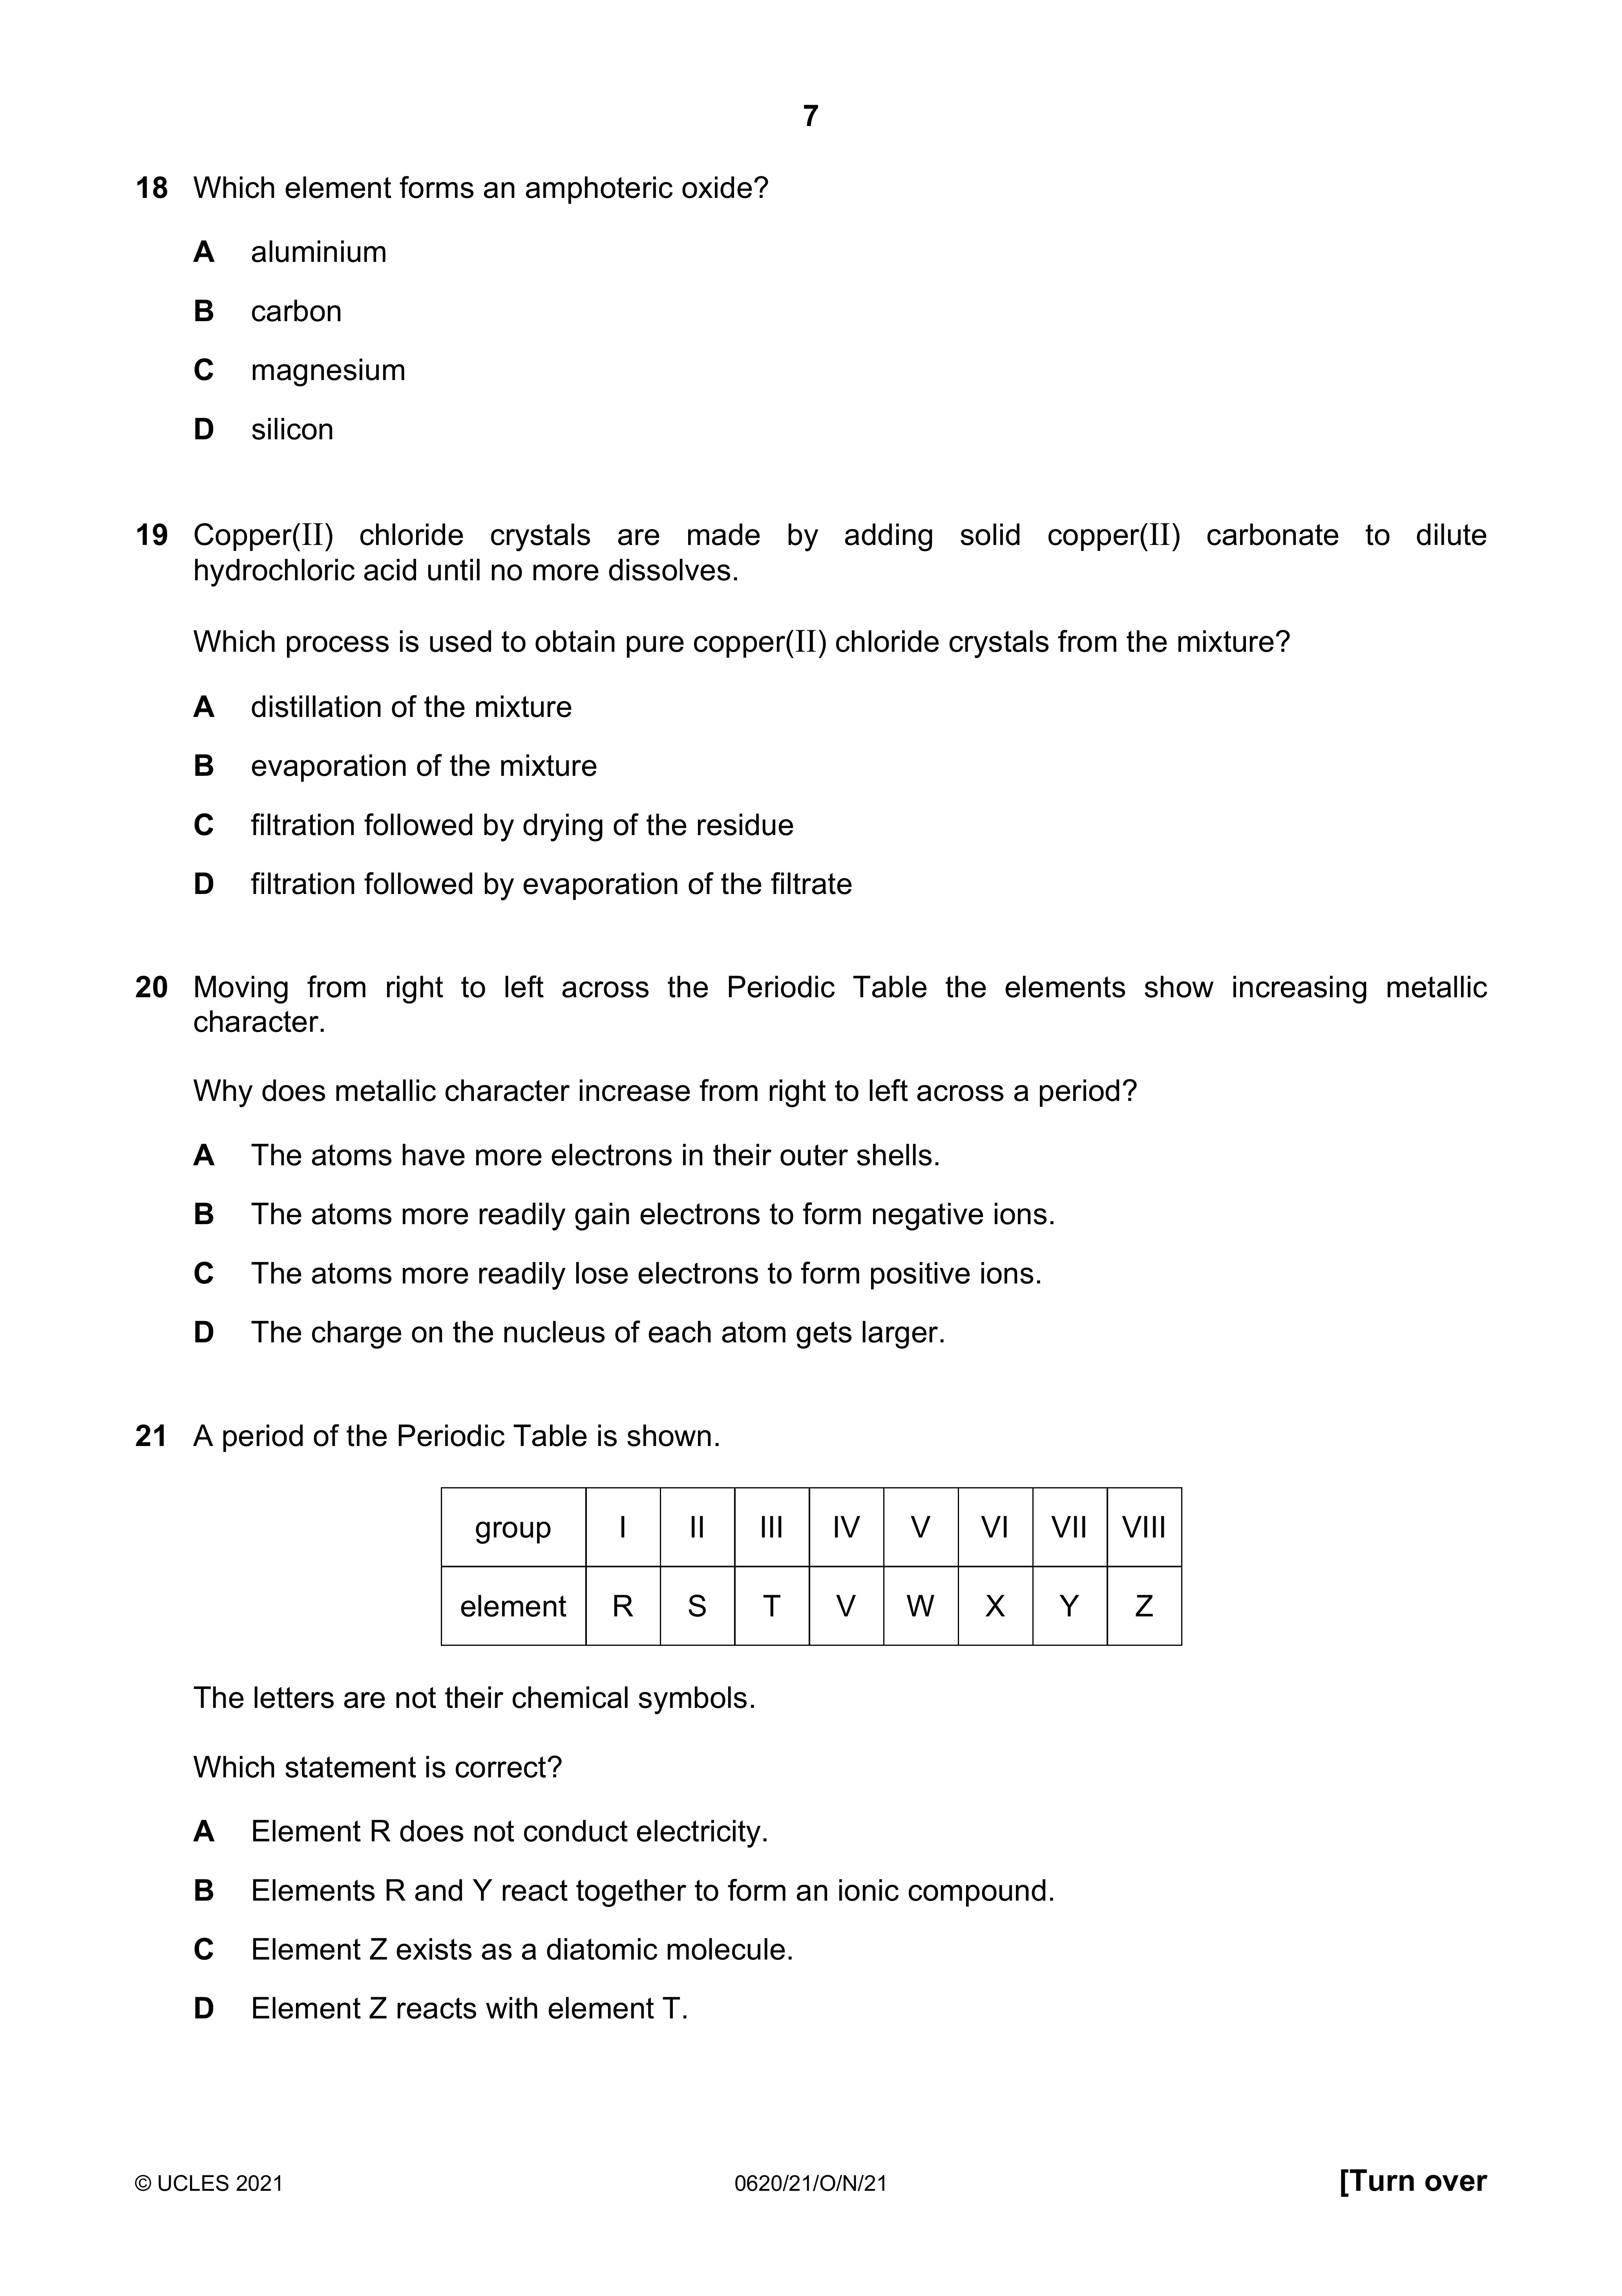 7
18 Which element forms an amphoteric oxide?
A aluminium
B carbon
C magnesium
D silicon
19 Copper(II) chloride crystals are made by adding solid copper(II) carbonate to dilute
hydrochloric acid until no more dissolves.
Which process is used to obtain pure copper(II) chloride crystals from the mixture?
A distillation of the mixture
B evaporation of the mixture
C filtration followed by drying of the residue
D filtration followed by evaporation of the filtrate
20 Moving from right to left across the Periodic Table the elements show increasing metallic
character.
Why does metallic character increase from right to left across a period?
A The atoms have more electrons in their outer shells.
B The atoms more readily gain electrons to form negative ions.
C The atoms more readily lose electrons to form positive ions.
D The charge on the nucleus of each atom gets larger.
21 A period of the Periodic Table is shown.
group I II III IV V VI VII VIII
element R S T V W X Y Z
The letters are not their chemical symbols.
Which statement is correct?
A Element R does not conduct electricity.
B Elements R and Y react together to form an ionic compound.
C Element Z exists as a diatomic molecule.
D Element Z reacts with element T.
© UCLES 2021 0620/21/O/N/21 [Turn over